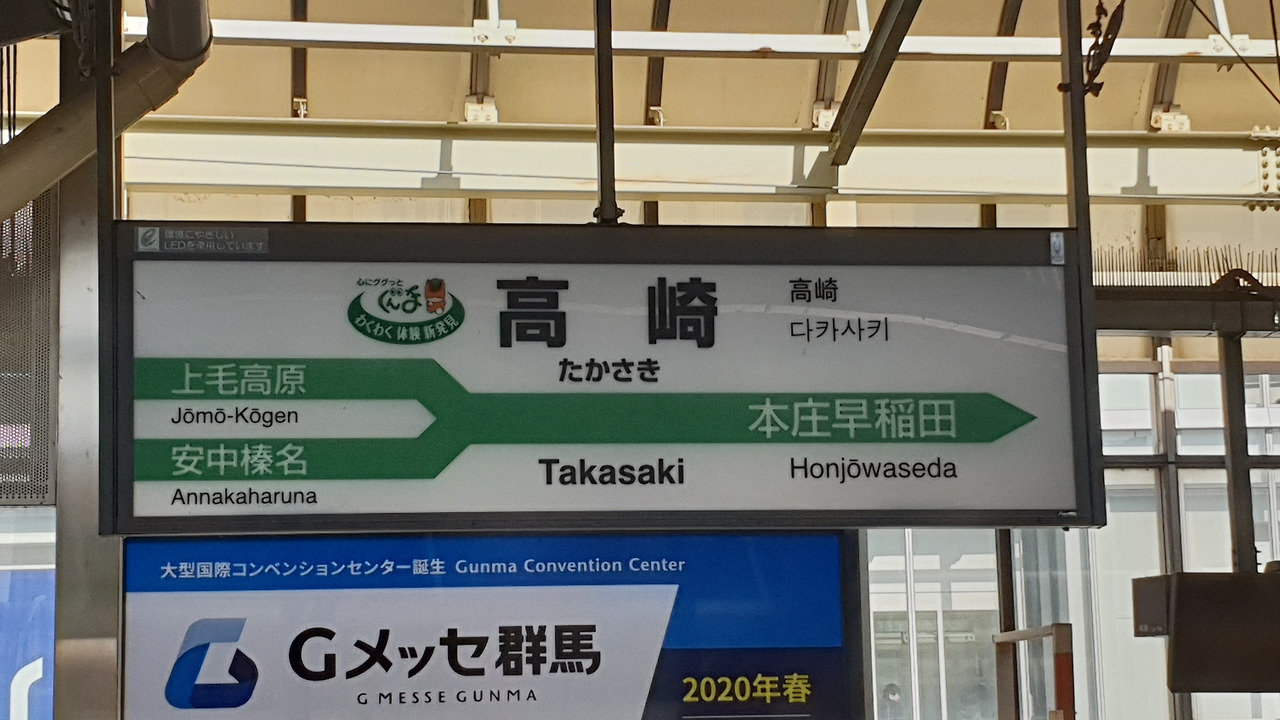 環境にやさしい
LEDを使用しています
心にググっと
ぐんま
わくわく 体験 新発見
高崎
高崎
다카사키
たかさき
上毛高原
Jōmō-Kōgen
本庄早稲田
安中榛名
Annakaharuna
Takasaki
Honjōwaseda
大型国際コンベンションセンター誕生 Gunma Convention Center
Gメッセ群馬
G MESSE GUNMA
2020年春